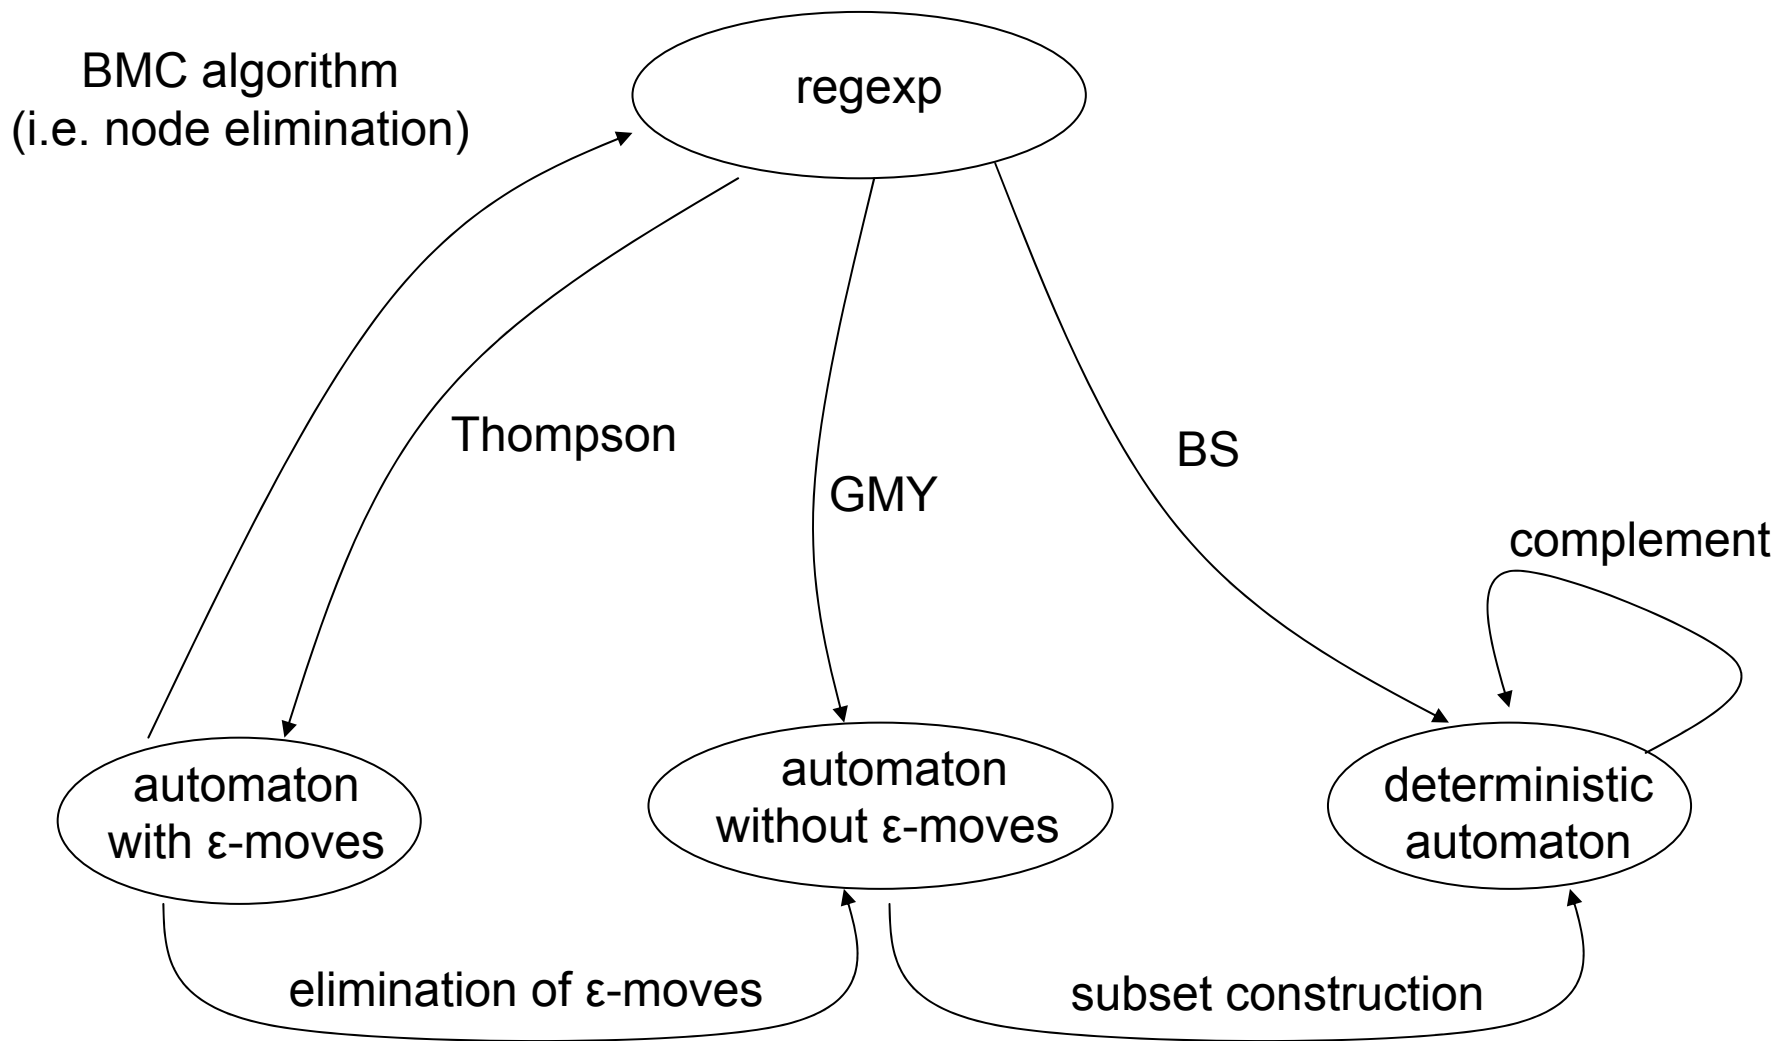 BMC algorithm
(i.e. node elimination)
regexp
Thompson
GMY
BS
complement
automaton
with ε-moves
automaton
without ε-moves
deterministic
automaton
elimination of ε-moves
subset construction